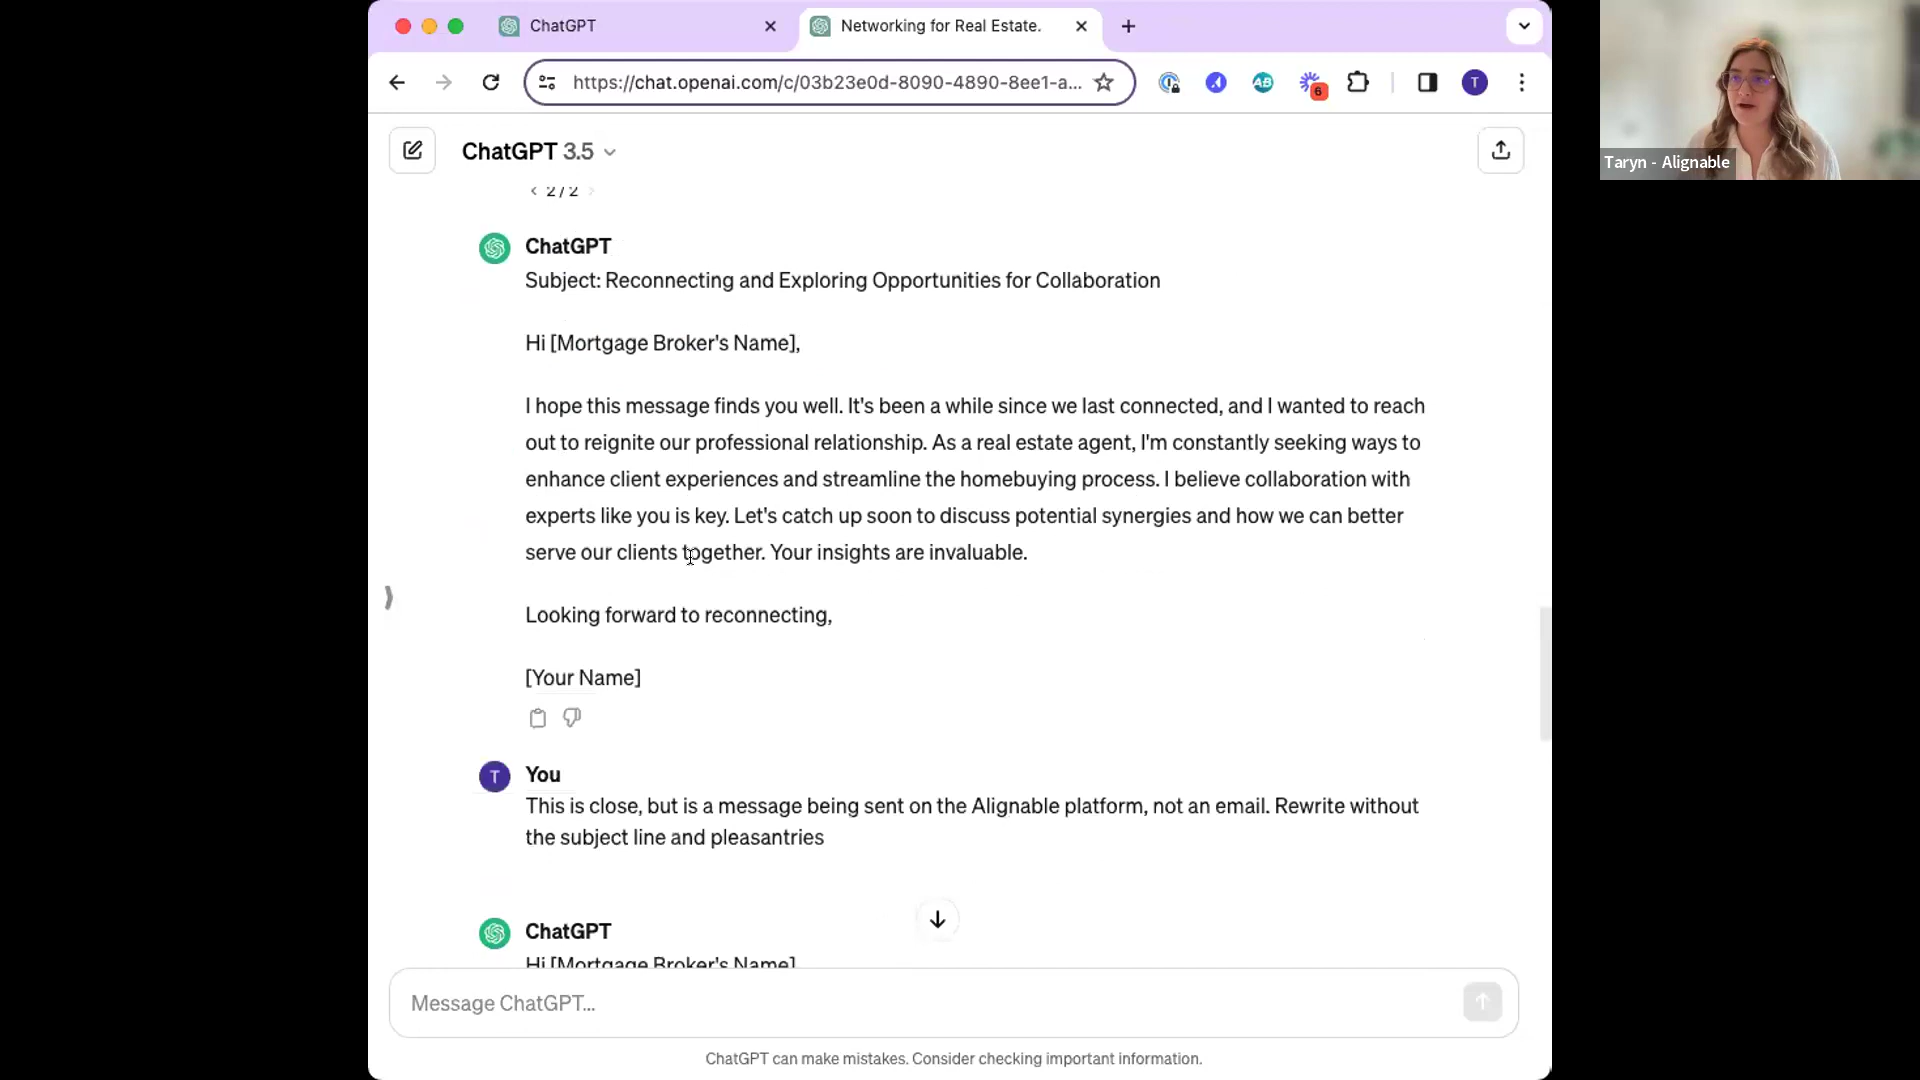 ChatGPT
Networking for Real Estate.
https://chat.openai.com/c/03b23e0d-8090-4890-8ee1-a...
AB
6
T
ChatGPT 3.5
Taryn - Alignable
2 / 2
ChatGPT
Subject: Reconnecting and Exploring Opportunities for Collaboration
Hi [Mortgage Broker's Name],
I hope this message finds you well. It's been a while since we last connected, and I wanted to reach
out to reignite our professional relationship. As a real estate agent, I'm constantly seeking ways to
enhance client experiences and streamline the homebuying process. I believe collaboration with
experts like you is key. Let's catch up soon to discuss potential synergies and how we can better
serve our clients together. Your insights are invaluable.
Looking forward to reconnecting,
[Your Name]
T
You
This is close, but is a message being sent on the Alignable platform, not an email. Rewrite without
the subject line and pleasantries
ChatGPT
Hi [Mortgage Broker's Name]
Message ChatGPT...
ChatGPT can make mistakes. Consider checking important information.